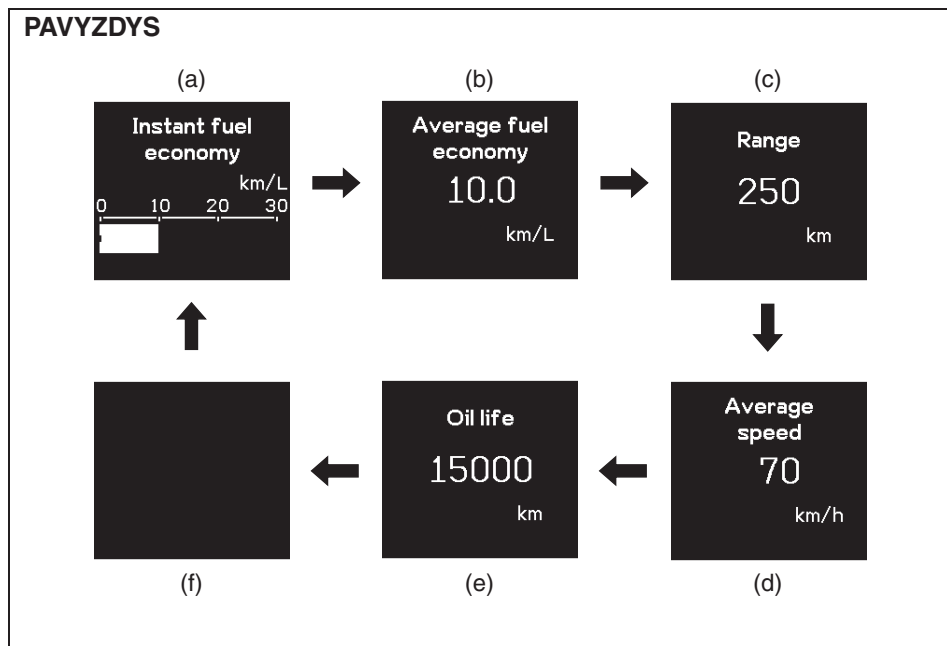 PAVYZDYS
(a)
(b)
(c)
Instant fuel
economy
km/L
0 10 20 30
Average fuel
economy
10.0
km/L
Range
250
km
Oil life
15000
km
Average
speed
70
km/h
(f)
(e)
(d)